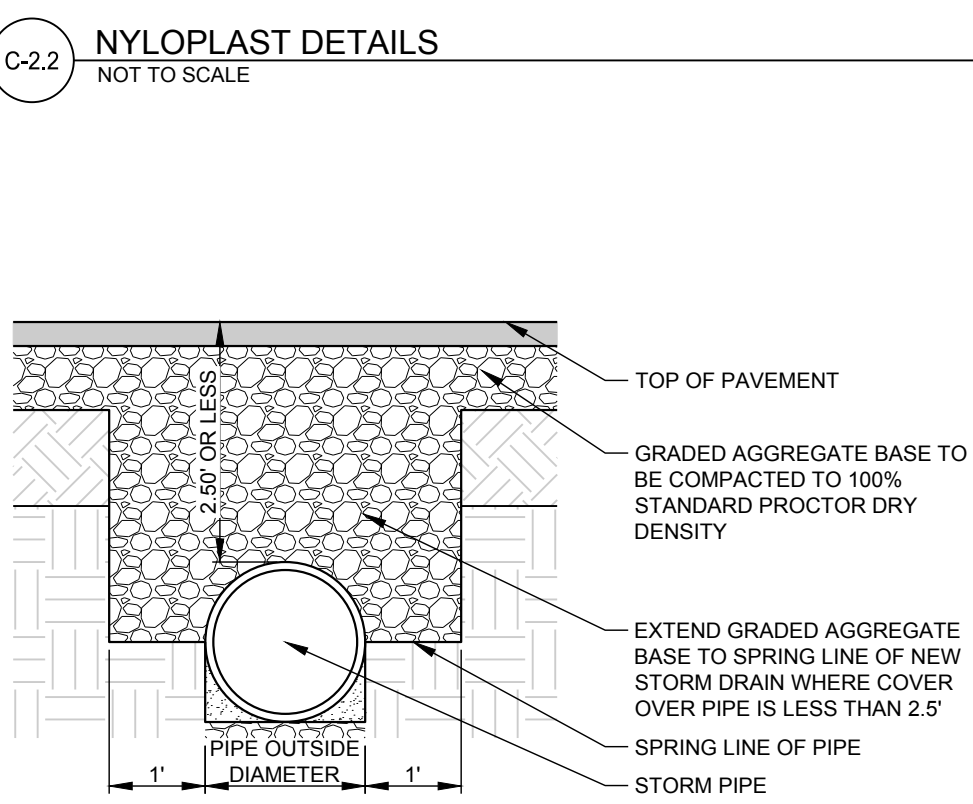 C-2.2
NYLOPLAST DETAILS
NOT TO SCALE
2.50' OR LESS
TOP OF PAVEMENT
GRADED AGGREGATE BASE TO
BE COMPACTED TO 100%
STANDARD PROCTOR DRY
DENSITY
EXTEND GRADED AGGREGATE
BASE TO SPRING LINE OF NEW
STORM DRAIN WHERE COVER
OVER PIPE IS LESS THAN 2.5'
SPRING LINE OF PIPE
STORM PIPE
1'
PIPE OUTSIDE
DIAMETER
1'